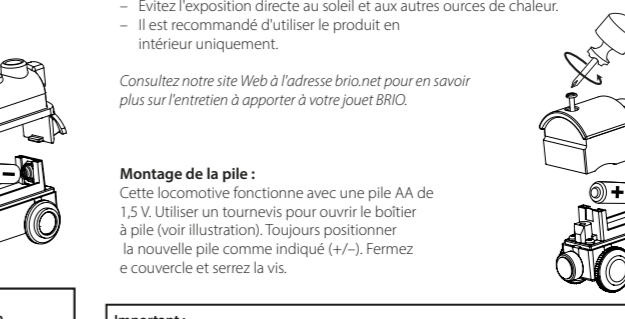 – Évitez l'exposition directe au soleil et aux autres ources de chaleur.
– Il est recommandé d'utiliser le produit en
intérieur uniquement.
Consultez notre site Web à l'adresse brio.net pour en savoir
plus sur l'entretien à apporter à votre jouet BRIO.
Montage de la pile :
Cette locomotive fonctionne avec une pile AA de
1,5 V. Utiliser un tournevis pour ouvrir le boîtier
à pile (voir illustration). Toujours positionner
la nouvelle pile comme indiqué (+/–). Fermez
e couvercle et serrez la vis.
–
+
Important :